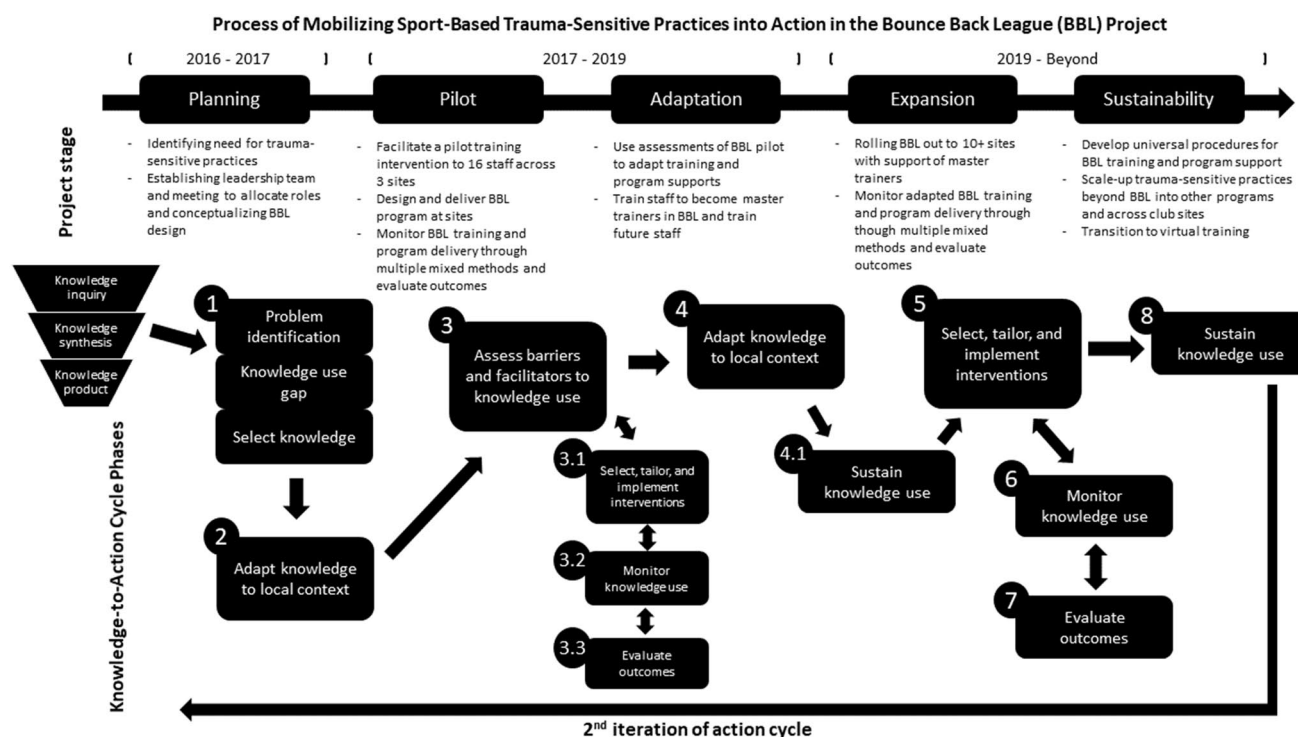 Process of Mobilizing Sport-Based Trauma-Sensitive Practices into Action in the Bounce Back League (BBL) Project
2016 - 2017
2017 - 2019
2019 - Beyond
Project stage
Planning
Pilot
Adaptation
Expansion
Sustainability
- Identifying need for trauma-
sensitive practices
- Establishing leadership team
and meeting to allocate roles
and conceptualizing BBL
design
- Facilitate a pilot training
intervention to 16 staff across
3 sites
- Design and deliver BBL
program at sites
- Monitor BBL training and
program delivery through
multiple mixed methods and
evaluate outcomes
- Use assessments of BBL pilot
to adapt training and
program supports
- Train staff to become master
trainers in BBL and train
future staff
- Rolling BBL out to 10+ sites
with support of master
trainers
- Monitor adapted BBL training
and program delivery through
though multiple mixed
methods and evaluate
outcomes
- Develop universal procedures for
BBL training and program support
- Scale-up trauma-sensitive practices
beyond BBL into other programs
and across club sites
- Transition to virtual training
Knowledge-to-Action Cycle Phases
Knowledge
inquiry
Knowledge
synthesis
Knowledge
product
1
Problem
identification
Knowledge use
gap
Select knowledge
2
Adapt knowledge
to local context
3
Assess barriers
and facilitators to
knowledge use
3.1
Select, tailor, and
implement
interventions
3.2
Monitor
knowledge use
3.3
Evaluate
outcomes
4
Adapt knowledge
to local context
4.1
Sustain
knowledge use
5
Select, tailor, and
implement
interventions
6
Monitor
knowledge use
7
Evaluate
outcomes
8
Sustain
knowledge use
2nd iteration of action cycle